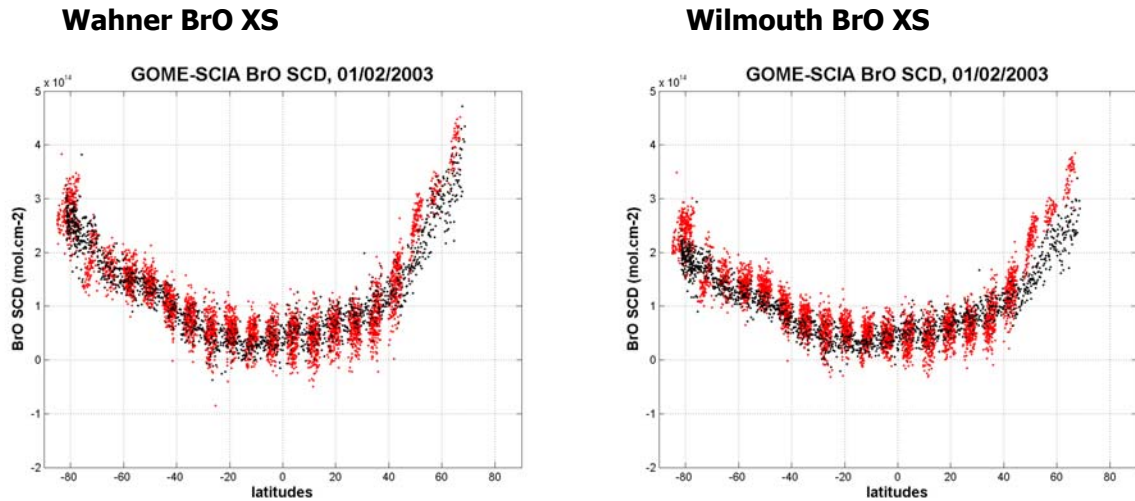 Wahner BrO XS
GOME-SCIA BrO SCD, 01/02/2003
x 10^14
5
4
3
2
1
0
-1
-2
BrO SCD (mol.cm-2)
-80 -60 -40 -20 0 20 40 60 80
latitudes
Wilmouth BrO XS
GOME-SCIA BrO SCD, 01/02/2003
x 10^14
5
4
3
2
1
0
-1
-2
BrO SCD (mol.cm-2)
-80 -60 -40 -20 0 20 40 60 80
latitudes